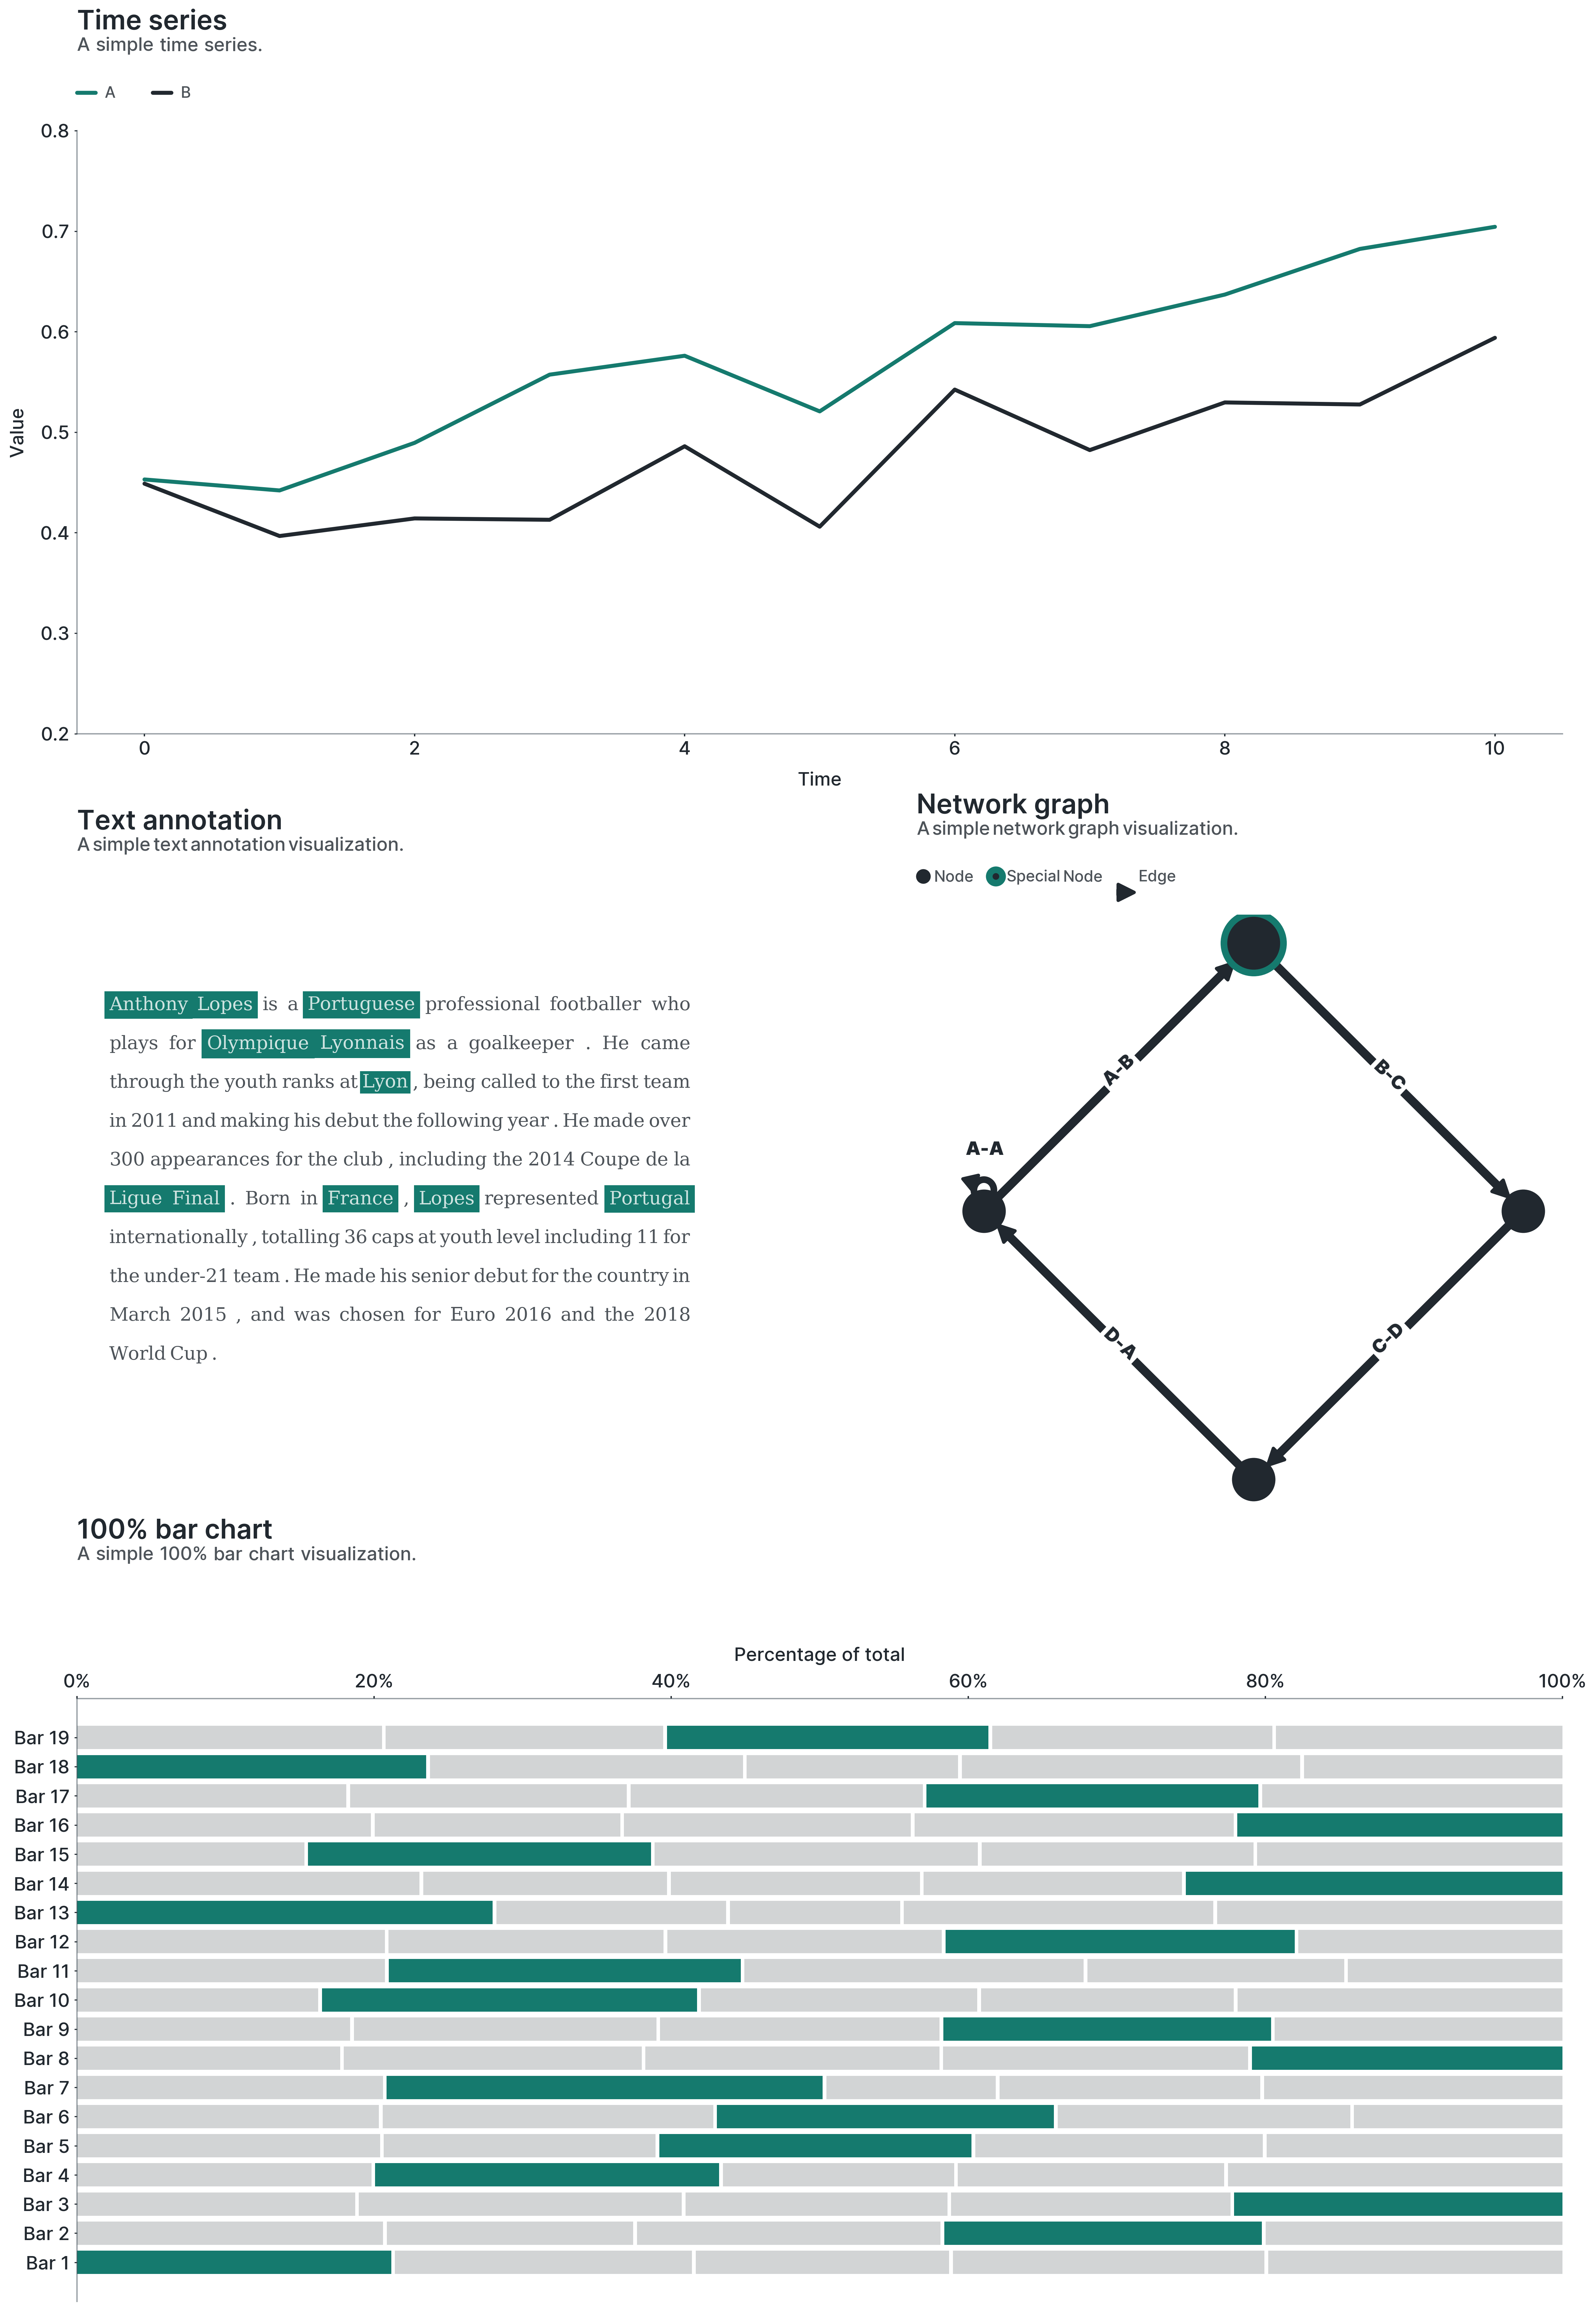 Time series
A simple time series.
A B
0.8
0.7
0.6
0.5
0.4
0.3
0.2
Value
0 2 4 6 8 10
Time
Text annotation
A simple text annotation visualization.
Anthony Lopes is a Portuguese professional footballer who
plays for Olympique Lyonnais as a goalkeeper . He came
through the youth ranks at Lyon , being called to the first team
in 2011 and making his debut the following year . He made over
300 appearances for the club , including the 2014 Coupe de la
Ligue Final . Born in France , Lopes represented Portugal
internationally , totalling 36 caps at youth level including 11 for
the under-21 team . He made his senior debut for the country in
March 2015 , and was chosen for Euro 2016 and the 2018
World Cup .
Network graph
A simple network graph visualization.
Node Special Node Edge
A-B
B-C
A-A
D-A
C-D
100% bar chart
A simple 100% bar chart visualization.
Percentage of total
0% 20% 40% 60% 80% 100%
Bar 19
Bar 18
Bar 17
Bar 16
Bar 15
Bar 14
Bar 13
Bar 12
Bar 11
Bar 10
Bar 9
Bar 8
Bar 7
Bar 6
Bar 5
Bar 4
Bar 3
Bar 2
Bar 1